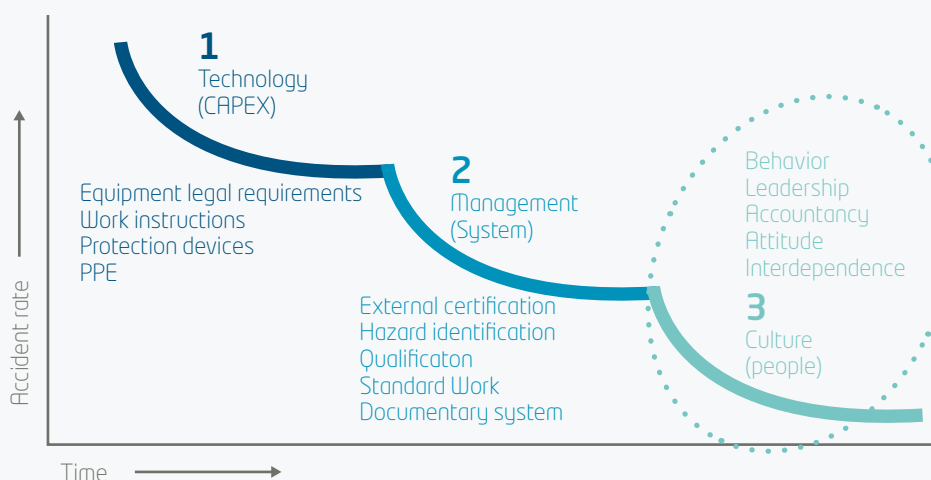 1
Technology
(CAPEX)
Equipment legal requirements
Work instructions
Protection devices
PPE
2
Management
(System)
External certification
Hazard identification
Qualificaton
Standard Work
Documentary system
Behavior
Leadership
Accountancy
Attitude
Interdependence
3
Culture
(people)
Accident rate
Time